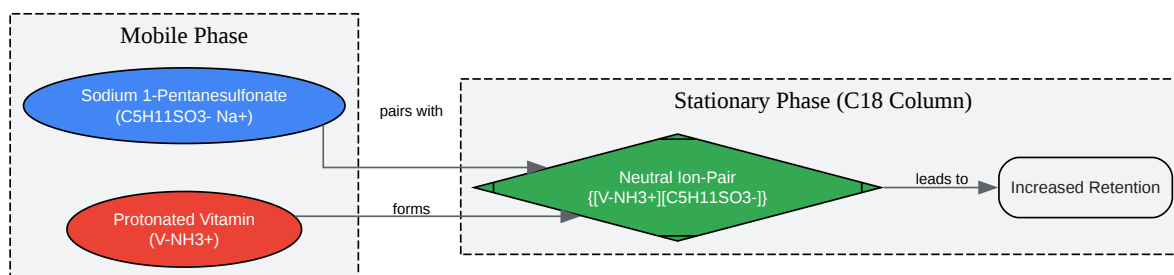 Mobile Phase
Sodium 1-Pentanesulfonate
(C5H11SO3- Na+)
Protonated Vitamin
(V-NH3+)
pairs with
forms
Stationary Phase (C18 Column)
Neutral Ion-Pair
{[V-NH3+][C5H11SO3-]}
leads to
Increased Retention